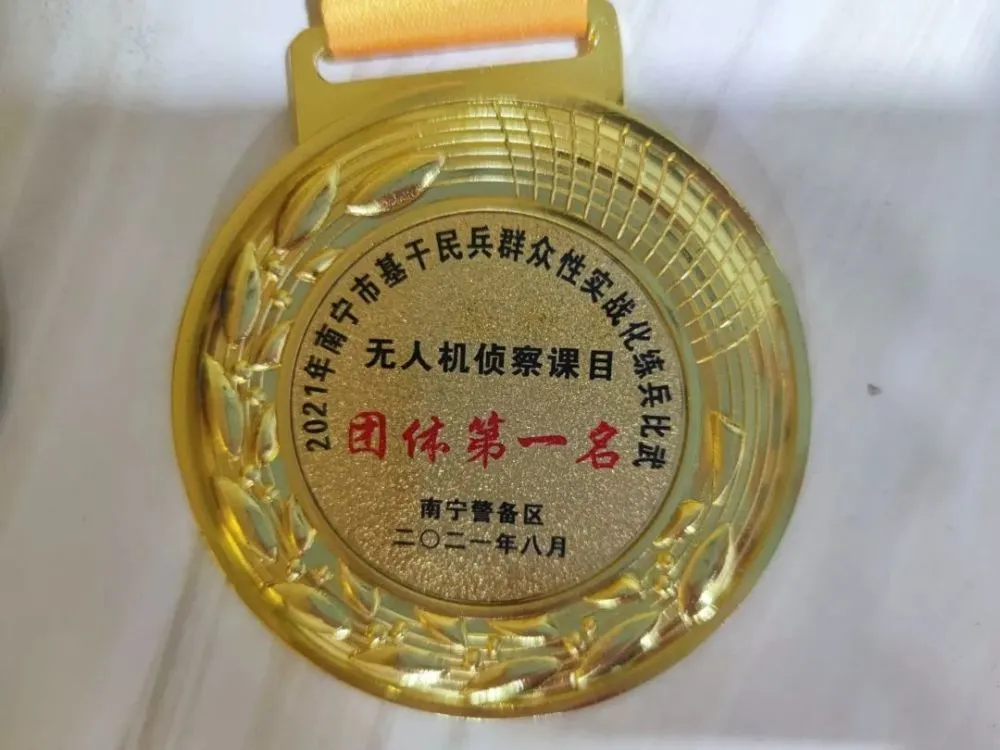 2021年南宁市基干民兵群众性实战化练兵比武
无人机侦察课目
团体第一名
南宁警备区
二〇二一年八月